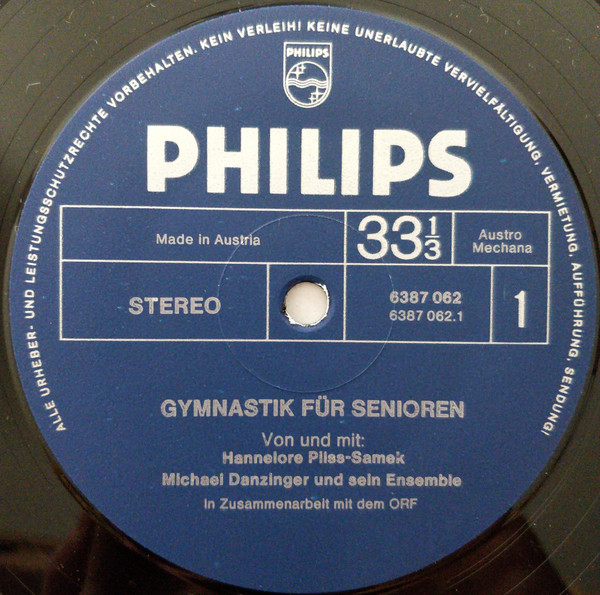 ALLE URHEBER- UND LEISTUNGSSCHUTZRECHTE VORBEHALTEN. KEIN VERLEIH! KEINE UNERLAUBTE VERVIELFÄLTIGUNG, VERMIETUNG, AUFFÜHRUNG, SENDUNG!
PHILIPS
PHILIPS
Made in Austria
33 1/3
Austro
Mechana
STEREO
6387 062
6387 062.1
1
GYMNASTIK FÜR SENIOREN
Von und mit:
Hannelore Pilss-Samek
Michael Danzinger und sein Ensemble
In Zusammenarbeit mit dem ORF